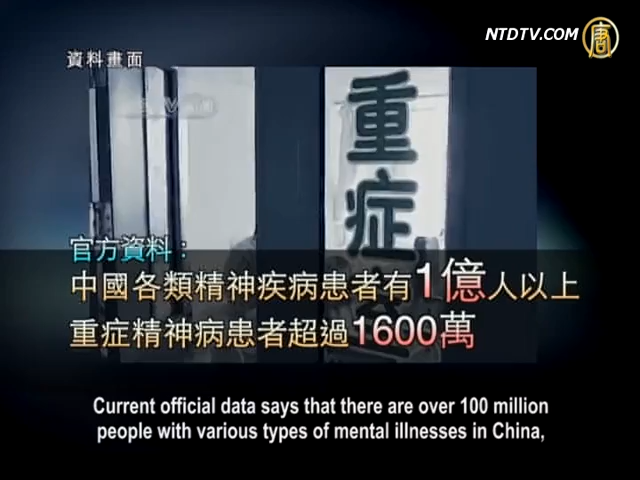 NTDTV.COM
唐
資料畫面
重症
官方資料：
中國各類精神疾病患者有1億人以上
重症精神病患者超過1600萬
Current official data says that there are over 100 million
people with various types of mental illnesses in China,